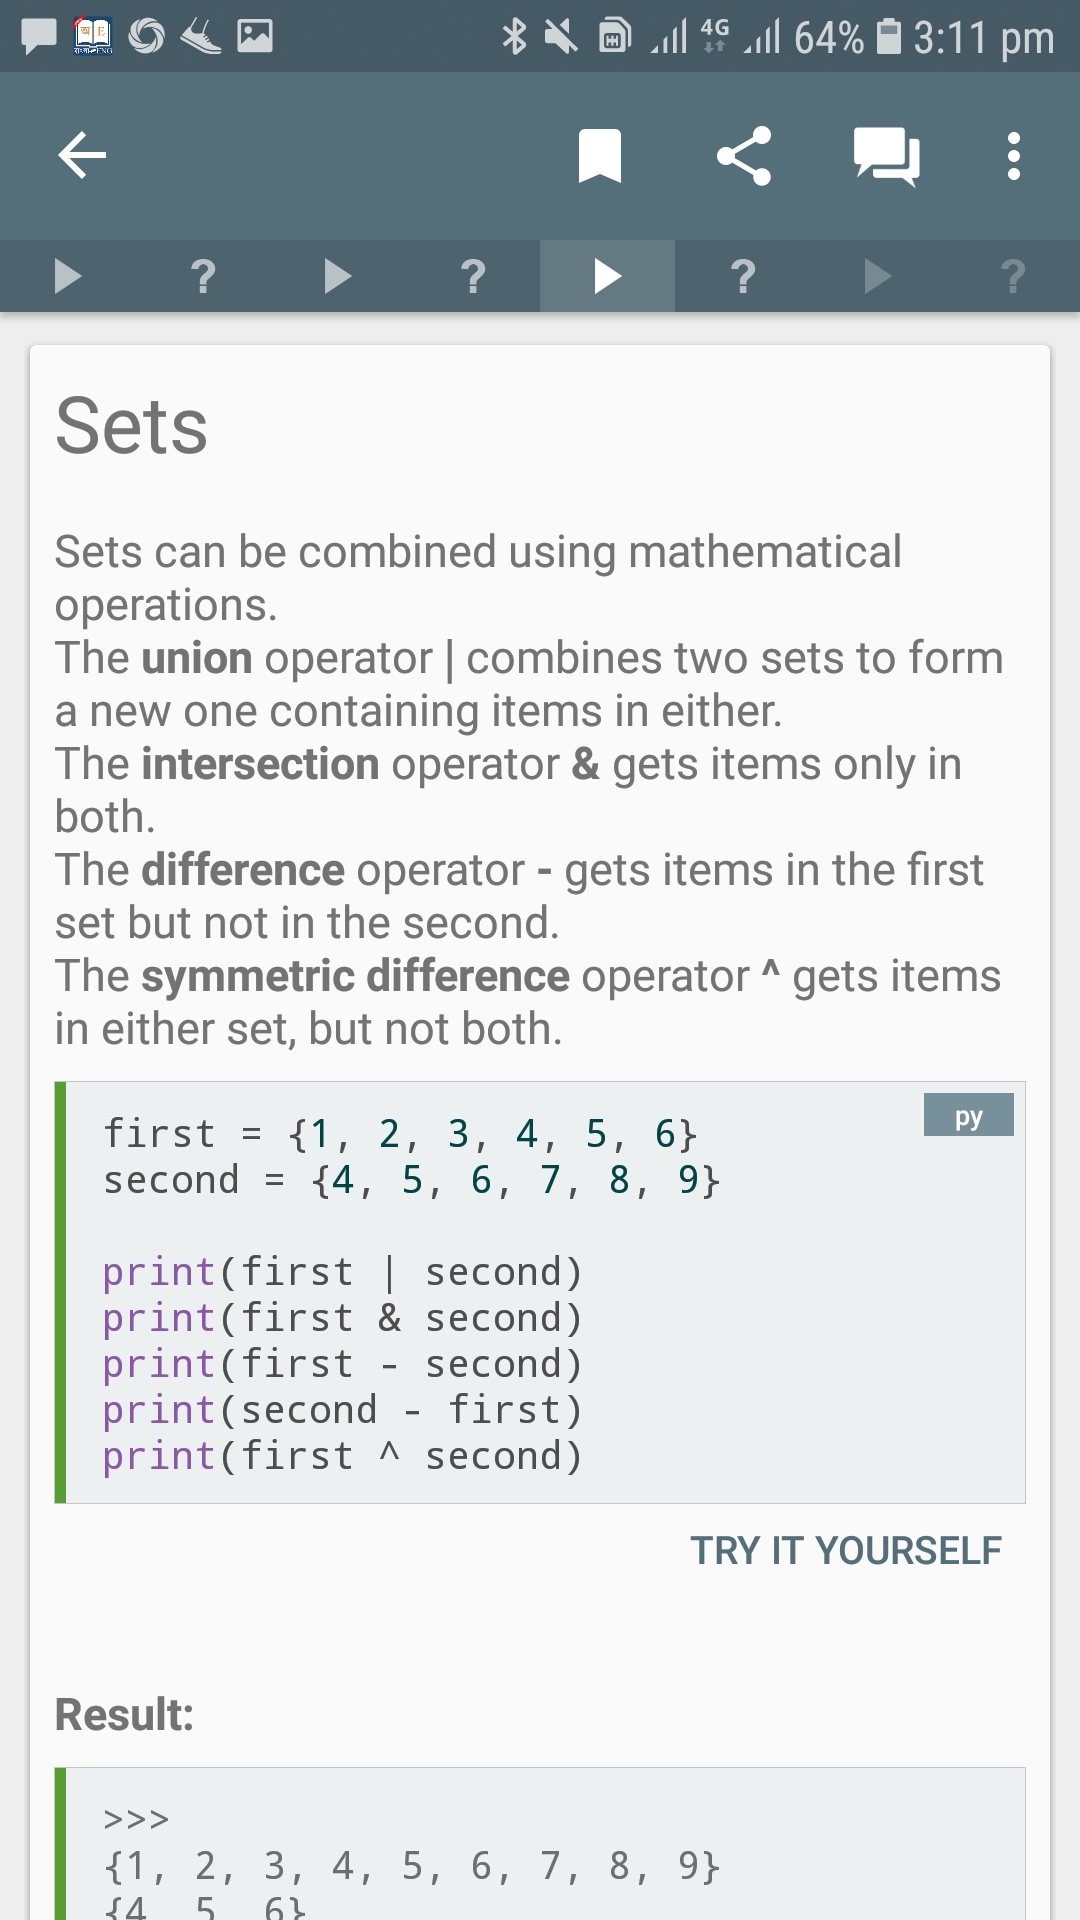 4G 64% 3:11 pm
? ? ? ?
Sets
Sets can be combined using mathematical
operations.
The union operator | combines two sets to form
a new one containing items in either.
The intersection operator & gets items only in
both.
The difference operator - gets items in the first
set but not in the second.
The symmetric difference operator ^ gets items
in either set, but not both.
py
first = {1, 2, 3, 4, 5, 6}
second = {4, 5, 6, 7, 8, 9}
print(first | second)
print(first & second)
print(first - second)
print(second - first)
print(first ^ second)
TRY IT YOURSELF
Result:
>>>
{1, 2, 3, 4, 5, 6, 7, 8, 9}
{4, 5, 6}